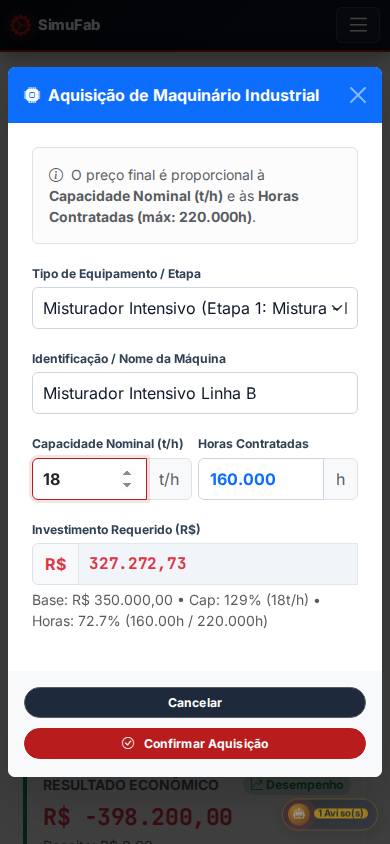 SimuFab
Aquisição de Maquinário Industrial
O preço final é proporcional à
Capacidade Nominal (t/h) e às Horas
Contratadas (máx: 220.000h).
Tipo de Equipamento / Etapa
Misturador Intensivo (Etapa 1: Mistura
Identificação / Nome da Máquina
Misturador Intensivo Linha B
Capacidade Nominal (t/h) Horas Contratadas
18 t/h 160.000 h
Investimento Requerido (R$)
R$ 327.272,73
Base: R$ 350.000,00 • Cap: 129% (18t/h) •
Horas: 72.7% (160.00h / 220.000h)
Cancelar
Confirmar Aquisição
RESULTADO ECONÔMICO Desempenho
R$ -398.200,00
1 Aviso(s)
Receita: R$ 0,00